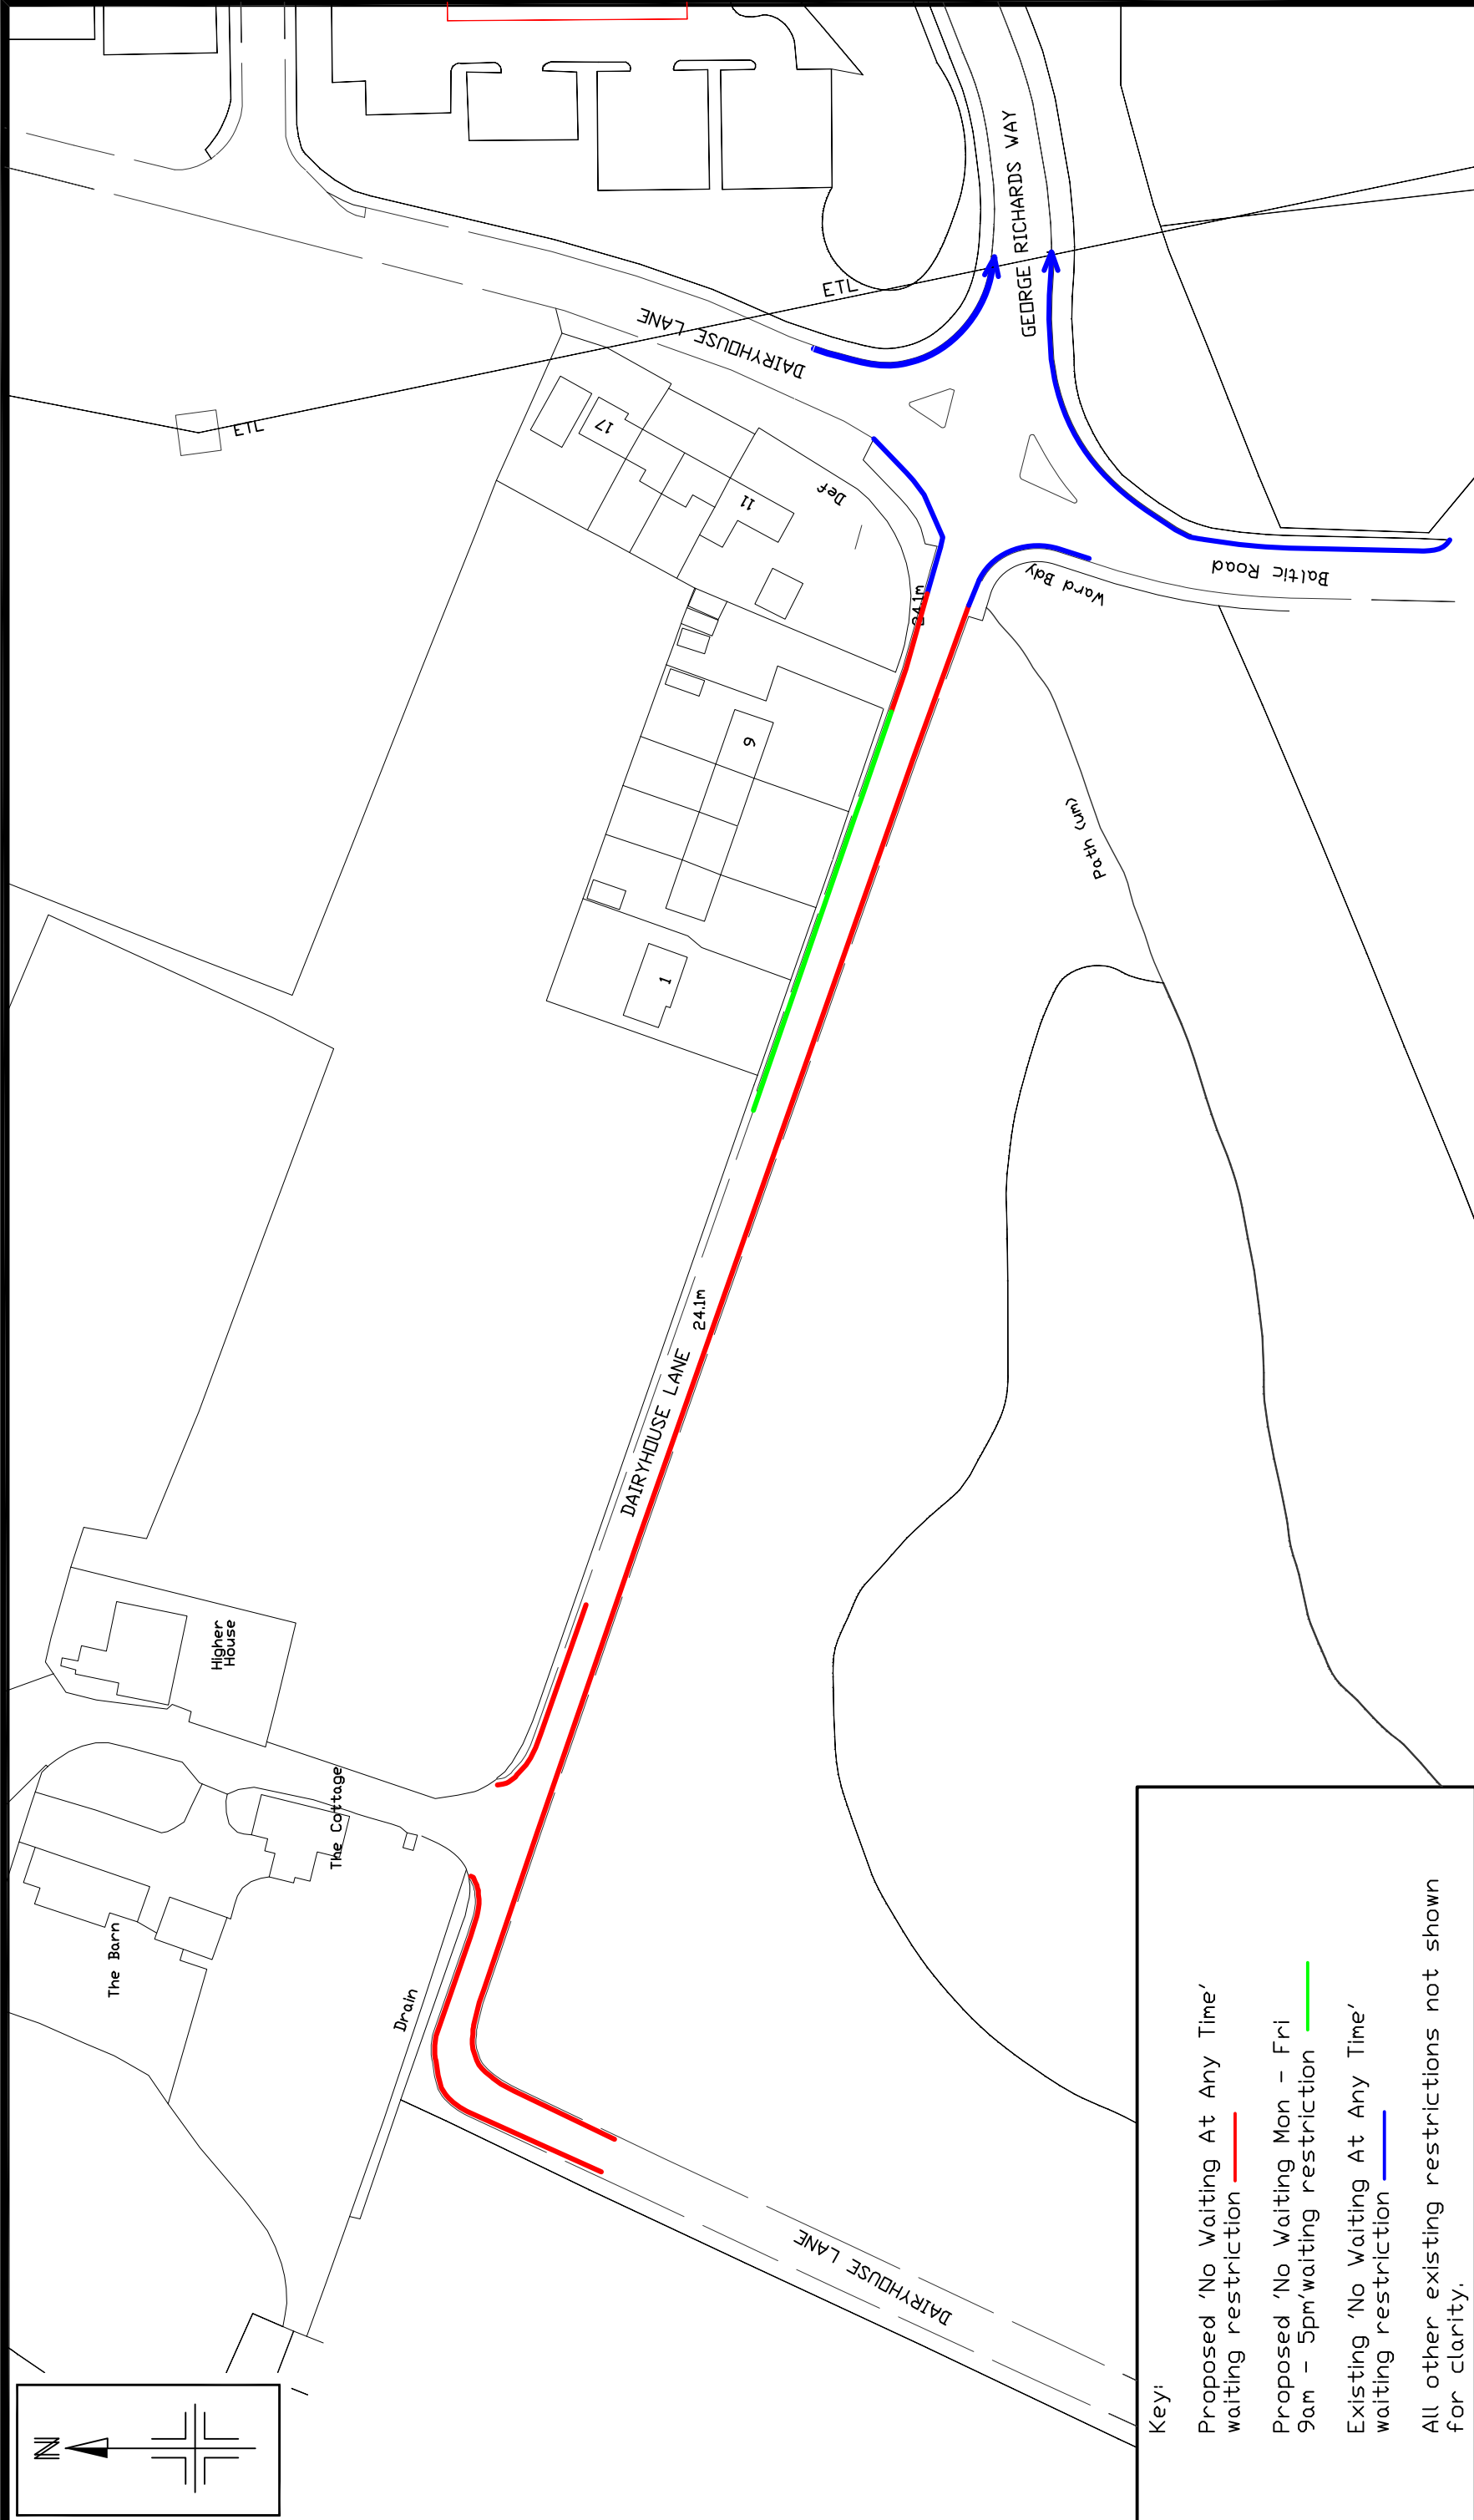 GEORGE RICHARDS WAY
ETL
DAIRYHOUSE LANE
ETL
17
11
Def
Baltic Road
Ward Bdy
24.1m
9
Path (um)
1
24.1m
DAIRYHOUSE LANE
Higher
House
The Cottage
The Barn
Drain
DAIRYHOUSE LANE
N
Key:
Proposed 'No Waiting At Any Time'
waiting restriction
Proposed 'No Waiting Mon - Fri
9am - 5pm'waiting restriction
Existing 'No Waiting At Any Time'
waiting restriction
All other existing restrictions not shown
for clarity.